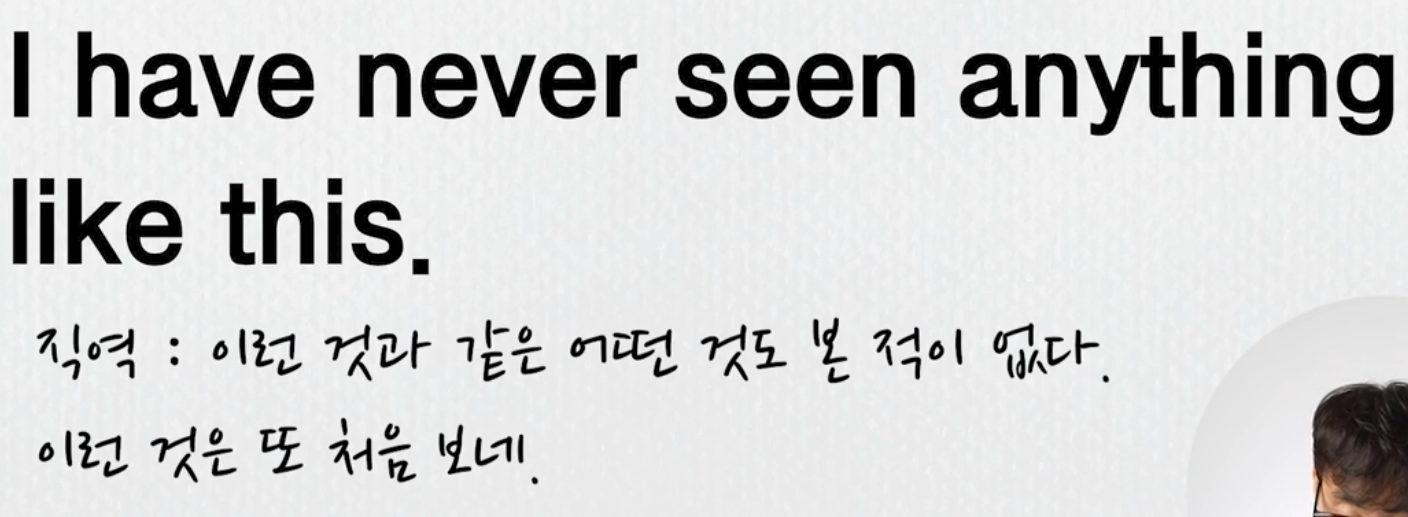 I have never seen anything
like this.
직역 : 이런 것과 같은 어떤 것도 본 적이 없다.
이런 것은 또 처음 보네.